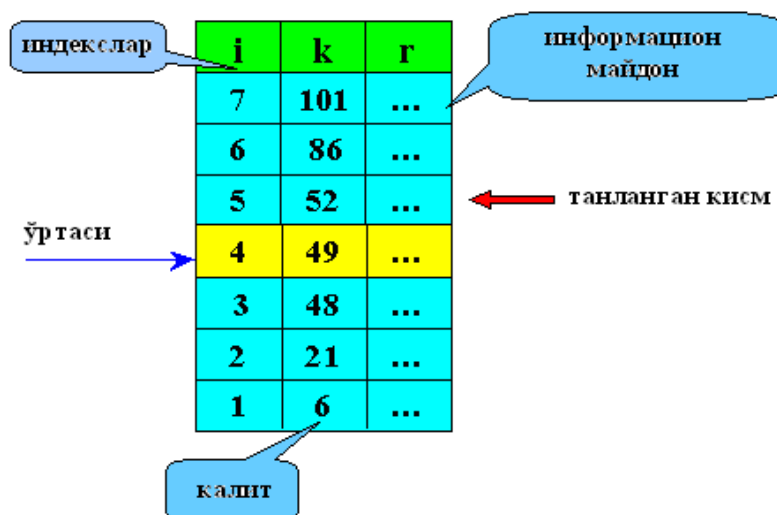 индекслар
i k r
информацион
майдон
7 101 ...
6 86 ...
5 52 ...
танланган кисм
ўртаси
4 49 ...
3 48 ...
2 21 ...
1 6 ...
калит